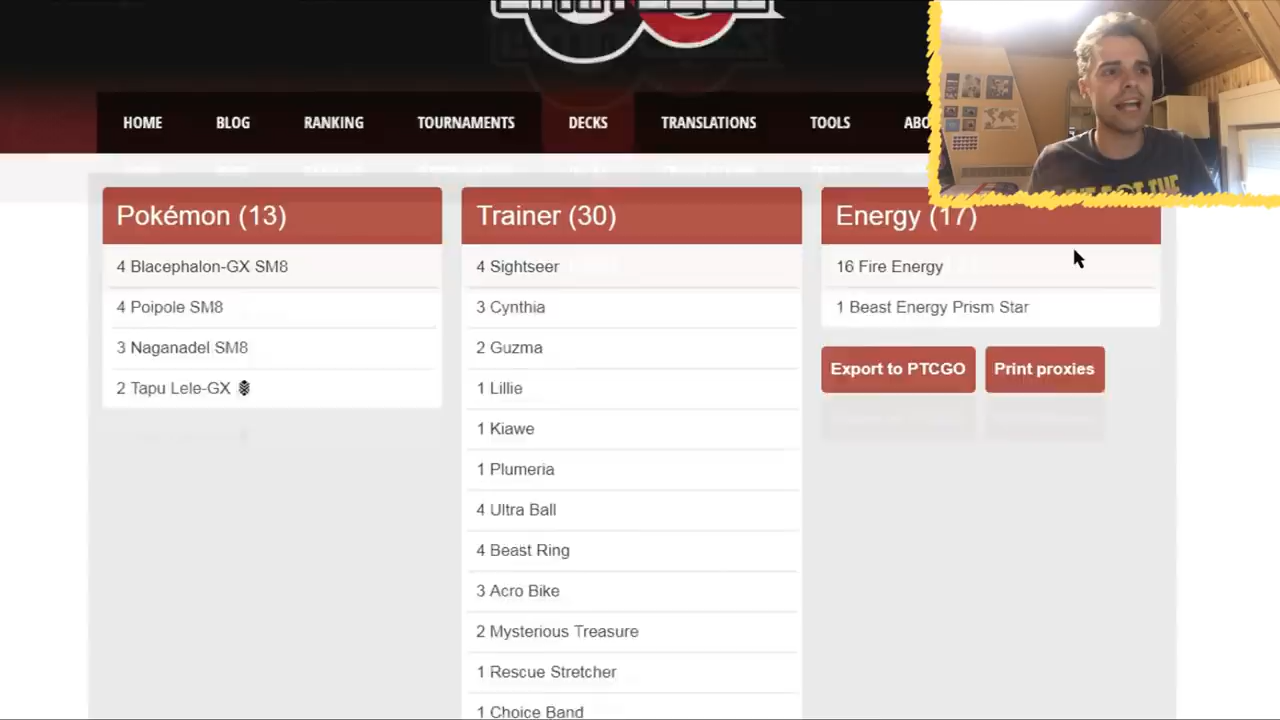 HOME BLOG RANKING TOURNAMENTS DECKS TRANSLATIONS TOOLS
Pokémon (13)
4 Blacephalon-GX SM8
4 Poipole SM8
3 Naganadel SM8
2 Tapu Lele-GX
Trainer (30)
4 Sightseer
3 Cynthia
2 Guzma
1 Lillie
1 Kiawe
1 Plumeria
4 Ultra Ball
4 Beast Ring
3 Acro Bike
2 Mysterious Treasure
1 Rescue Stretcher
1 Choice Band
Energy (17)
16 Fire Energy
1 Beast Energy Prism Star
Export to PTCGO Print proxies